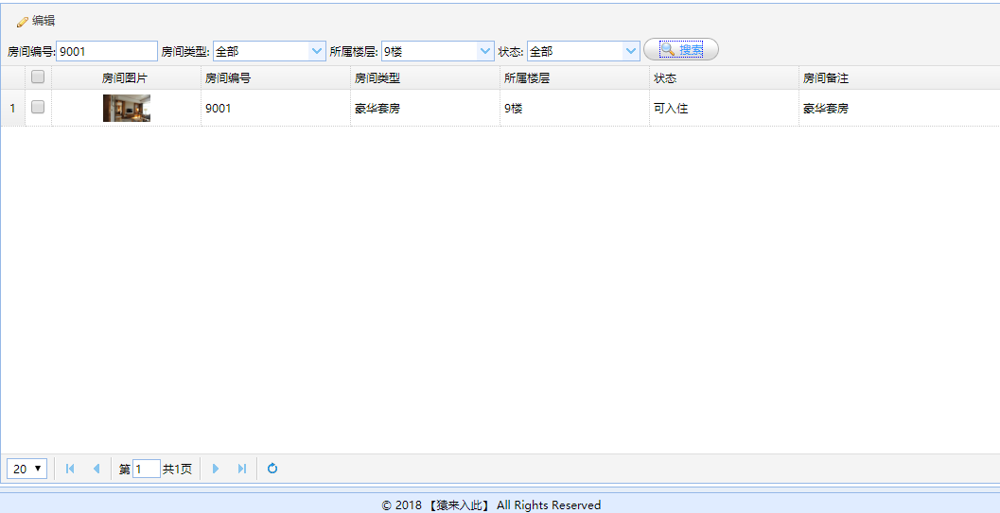 编辑
房间编号: 9001 房间类型: 全部 所属楼层: 9楼 状态: 全部 搜索
房间图片 房间编号 房间类型 所属楼层 状态 房间备注
1 9001 豪华套房 9楼 可入住 豪华套房
20 第 1 共1页
© 2018 【猿来入此】 All Rights Reserved